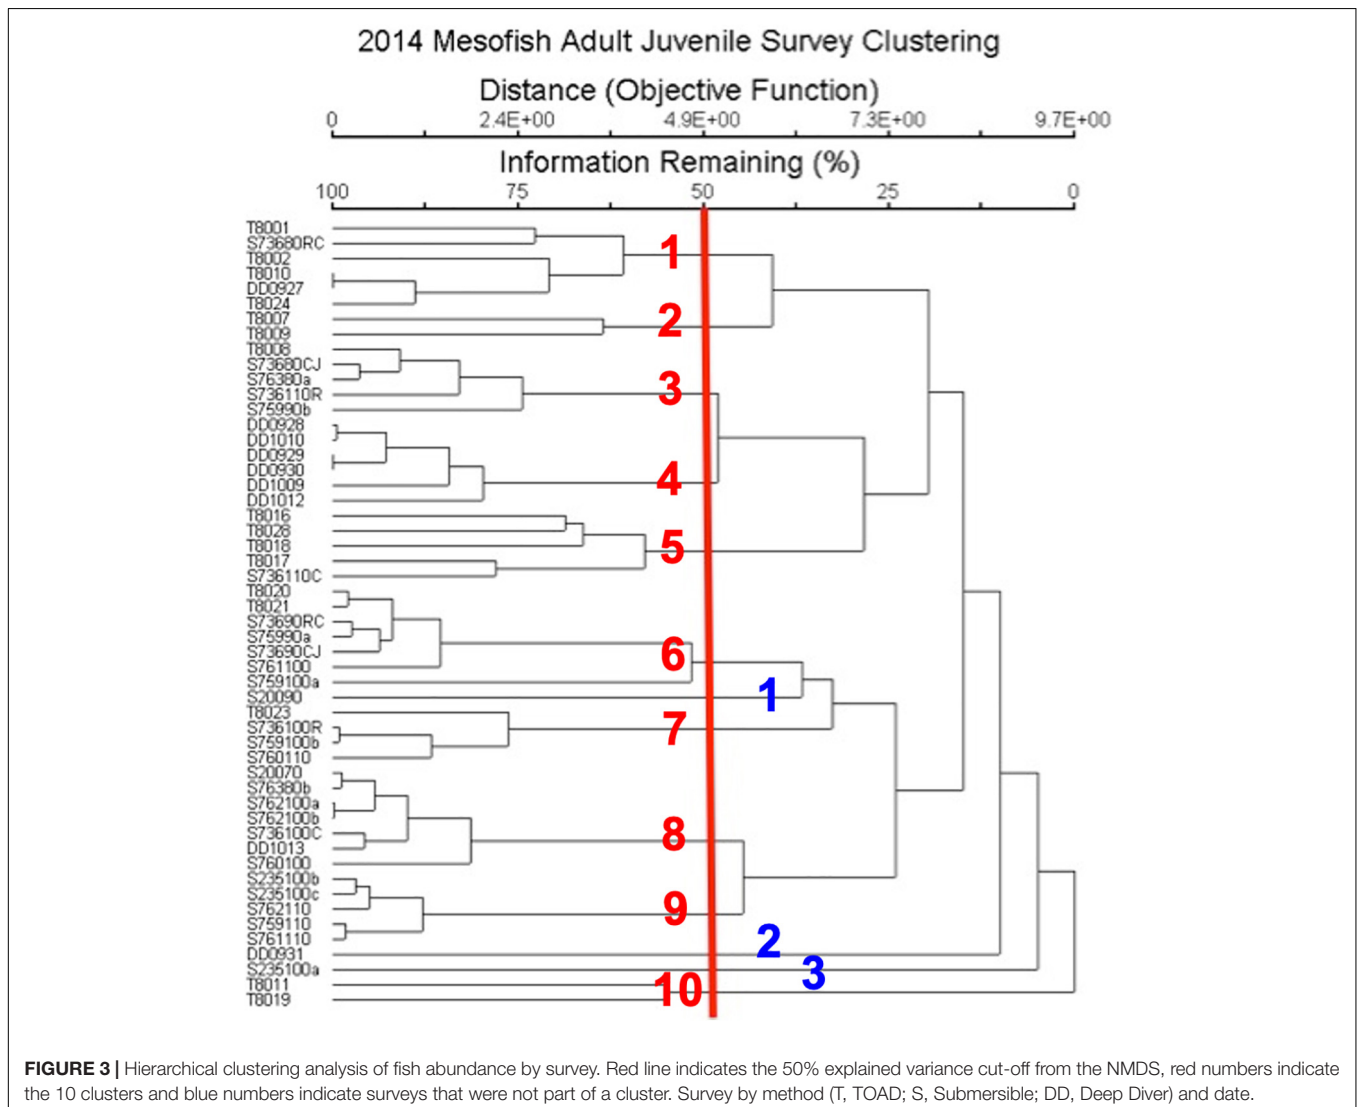 2014 Mesofish Adult Juvenile Survey Clustering
Distance (Objective Function)
0 2.4E+00 4.9E+00 7.3E+00 9.7E+00
Information Remaining (%)
100 75 50 25 0
T8001
S73680RC
1
T8002
T8010
DD0927
T8024
T8007
2
T8009
T8008
S73680CJ
S76380a
3
S736110R
S75990b
DD0928
DD1010
DD0929
DD0930
4
DD1009
DD1012
T8016
T8028
T8018
5
T8017
S736110C
T8020
T8021
S73690RC
S75990a
S73690CJ
6
S761100
S759100a
S20090
1
T8023
S736100R
7
S759100b
S760110
S20070
S76380b
S762100a
S762100b
S736100C
8
DD1013
S760100
S235100b
S235100c
S762110
9
S759110
S761110
2
DD0931
S235100a
3
T8011
10
T8019
FIGURE 3 | Hierarchical clustering analysis of fish abundance by survey. Red line indicates the 50% explained variance cut-off from the NMDS, red numbers indicate
the 10 clusters and blue numbers indicate surveys that were not part of a cluster. Survey by method (T, TOAD; S, Submersible; DD, Deep Diver) and date.